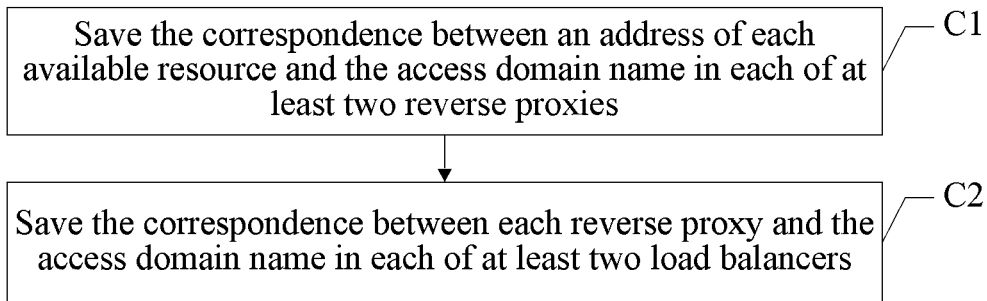 Save the correspondence between an address of each
available resource and the access domain name in each of at
least two reverse proxies
C1
Save the correspondence between each reverse proxy and the
access domain name in each of at least two load balancers
C2